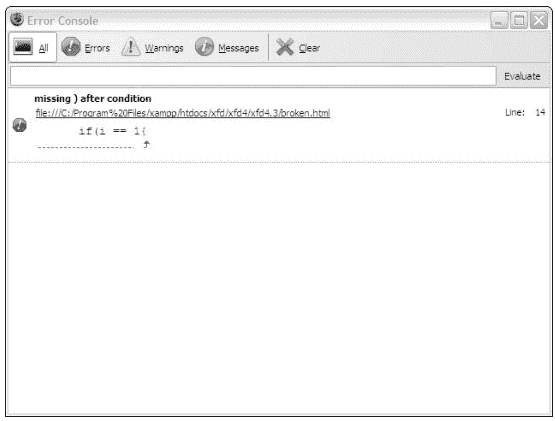 Error Console
All Errors Warnings Messages Clear
Evaluate
missing ) after condition
file:///C:/Program%20Files/xampp/htdocs/xfd/xfd4/xfd4.3/broken.html Line: 14
if(i == 1{